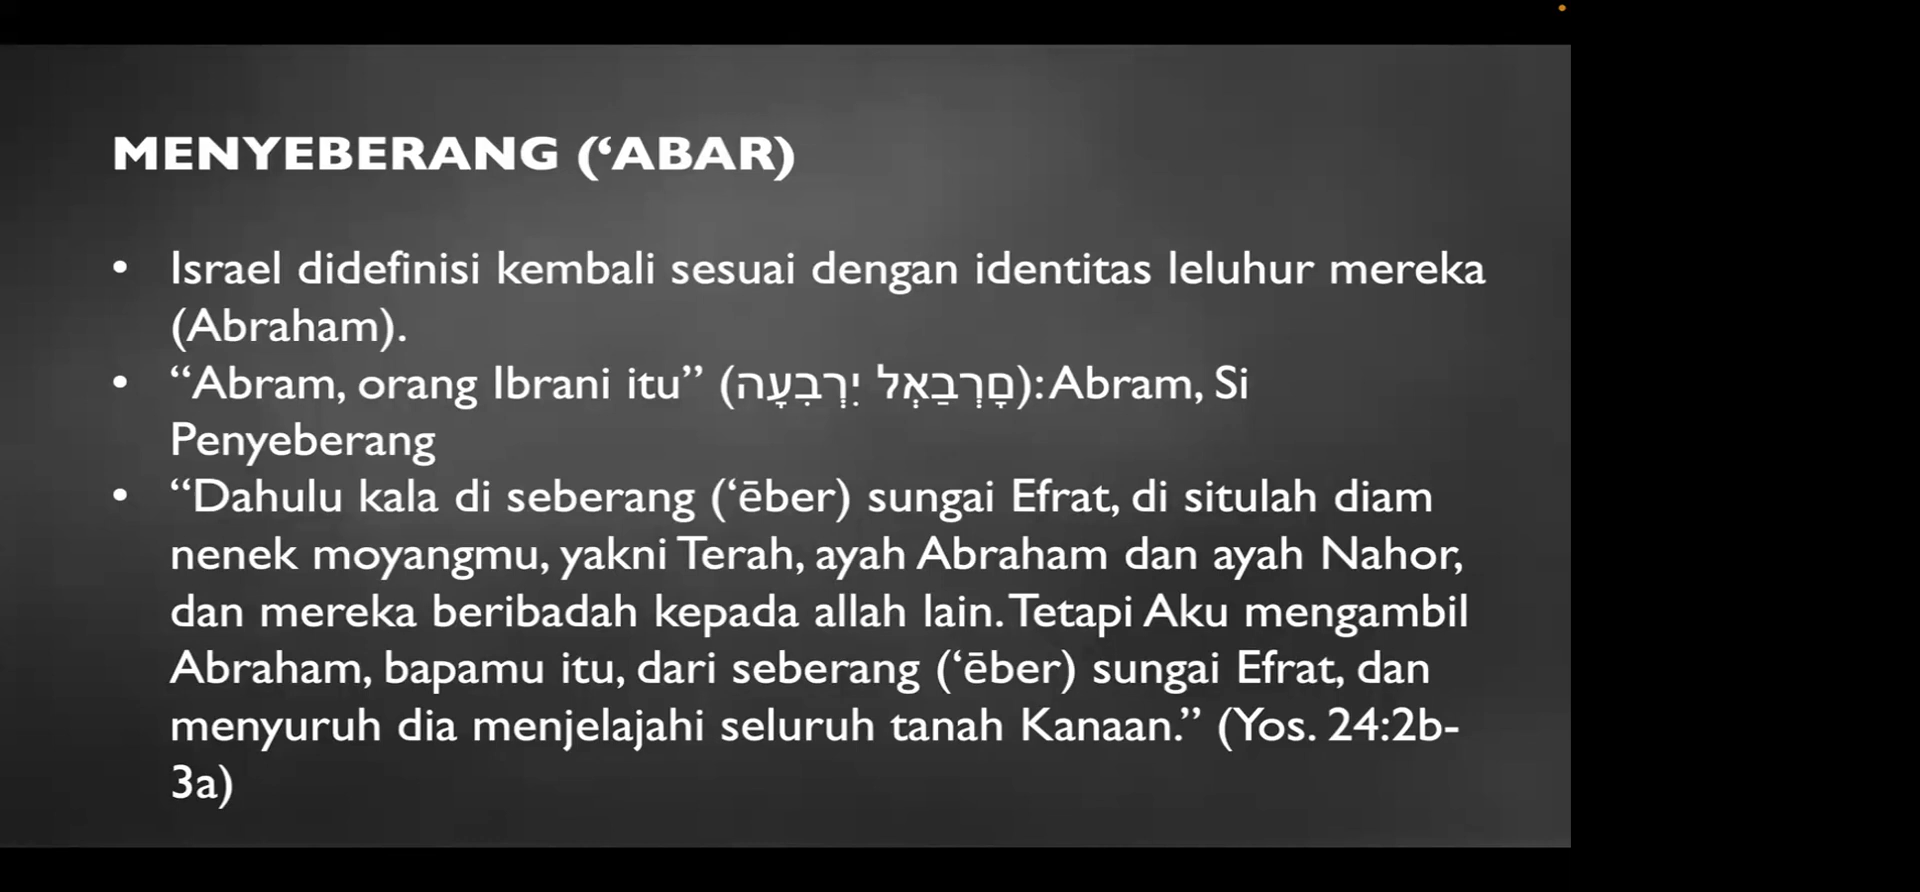 MENYEBERANG (‘ABAR)
• Israel didefinisi kembali sesuai dengan identitas leluhur mereka
(Abraham).
• “Abram, orang Ibrani itu” (םָרְבַאְל יִרְבִעָה): Abram, Si
Penyeberang
• “Dahulu kala di seberang (‘ēber) sungai Efrat, di situlah diam
nenek moyangmu, yakni Terah, ayah Abraham dan ayah Nahor,
dan mereka beribadah kepada allah lain. Tetapi Aku mengambil
Abraham, bapamu itu, dari seberang (‘ēber) sungai Efrat, dan
menyuruh dia menjelajahi seluruh tanah Kanaan.” (Yos. 24:2b-
3a)